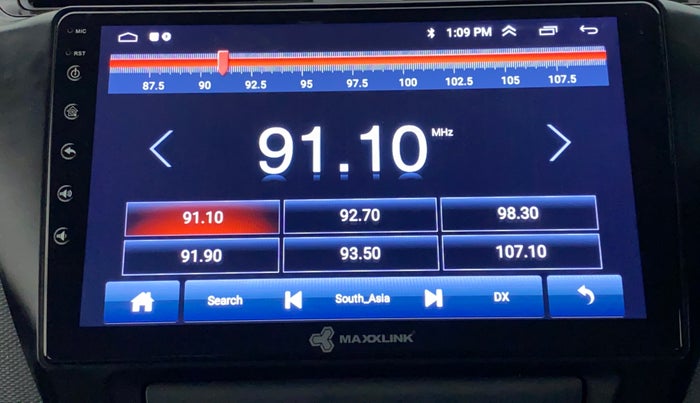 MIC
1:09 PM
RST
87.5 90 92.5 95 97.5 100 102.5 105 107.5
91.10 MHz
91.10 92.70 98.30
91.90 93.50 107.10
Search South_Asia DX
MAXXLINK